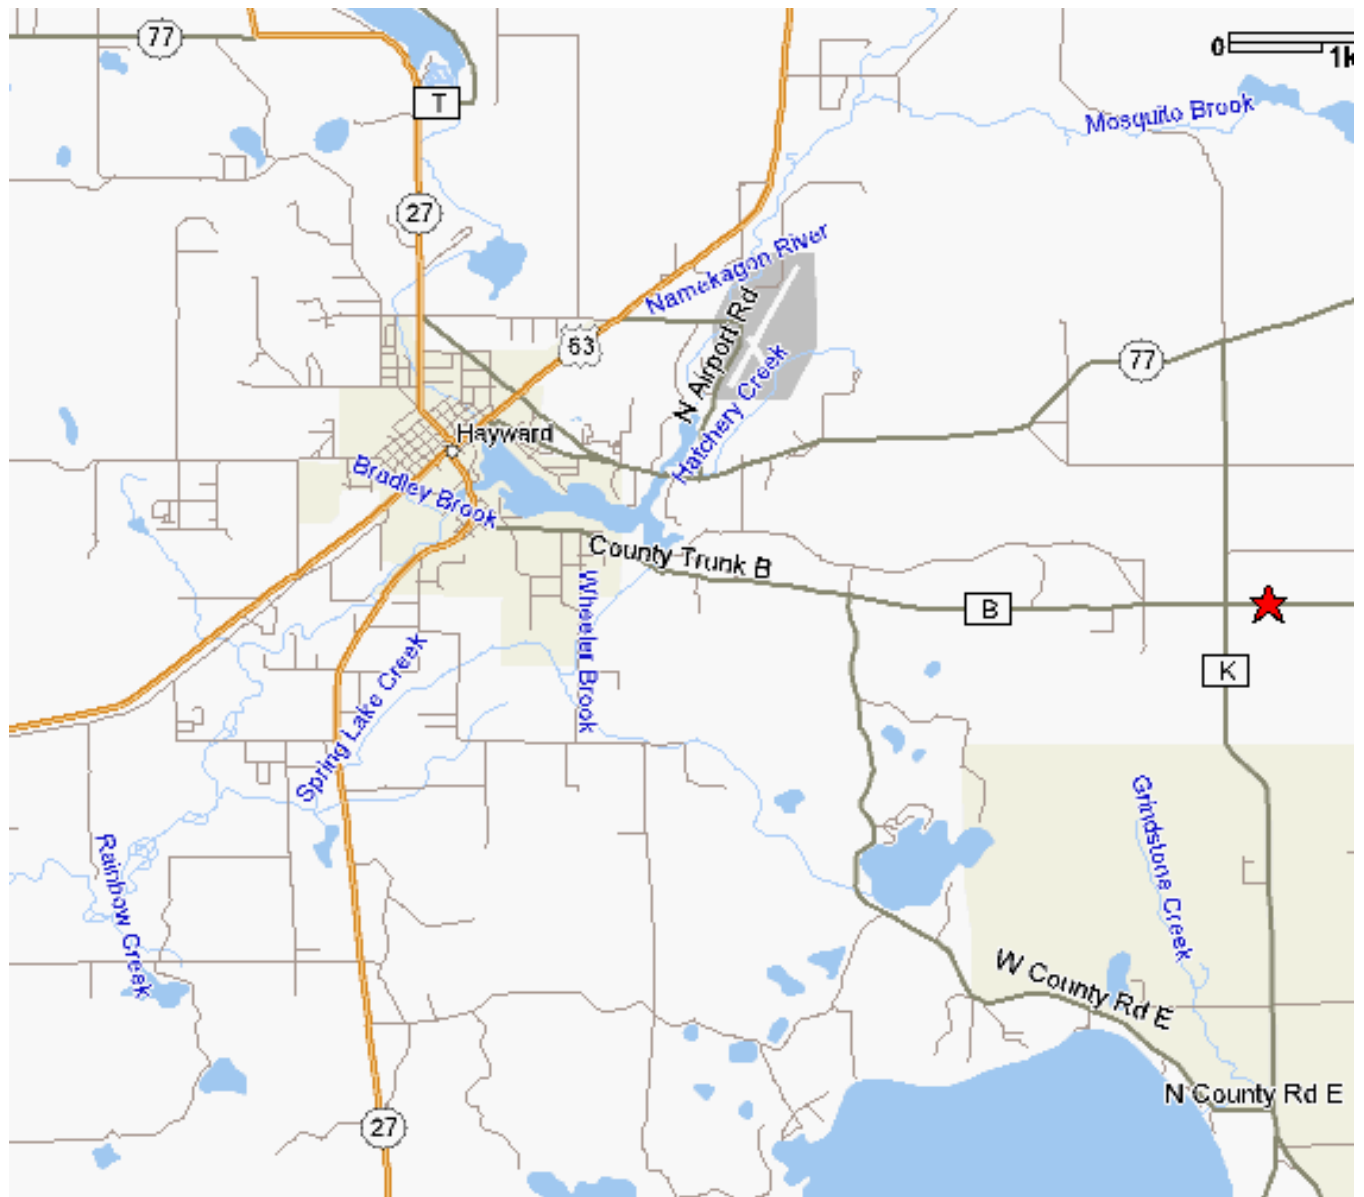 77
0
1k
T
Mosquito Brook
27
Namekagon River
N Airport Rd
63
77
Hatchery Creek
Hayward
Bradley Brook
County Trunk B
B
Wheeler Brook
K
Spring Lake Creek
Grindstone Creek
Rainbow Creek
W County Rd E
N County Rd E
27